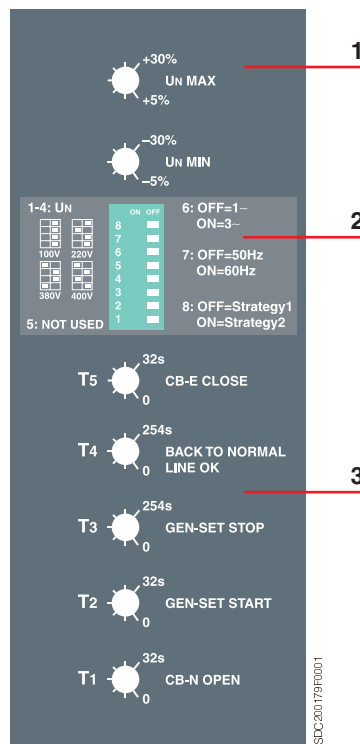 +30%
UN MAX
+5%
1
–30%
UN MIN
–5%
1-4: UN
100V 220V
380V 400V
5: NOT USED
ON OFF
8
7
6
5
4
3
2
1
6: OFF=1~
ON=3~
7: OFF=50Hz
ON=60Hz
8: OFF=Strategy1
ON=Strategy2
2
32s
T5 CB-E CLOSE
0
254s
T4 BACK TO NORMAL
LINE OK
0
3
254s
T3 GEN-SET STOP
0
32s
T2 GEN-SET START
0
32s
T1 CB-N OPEN
0
SDC200179F0001